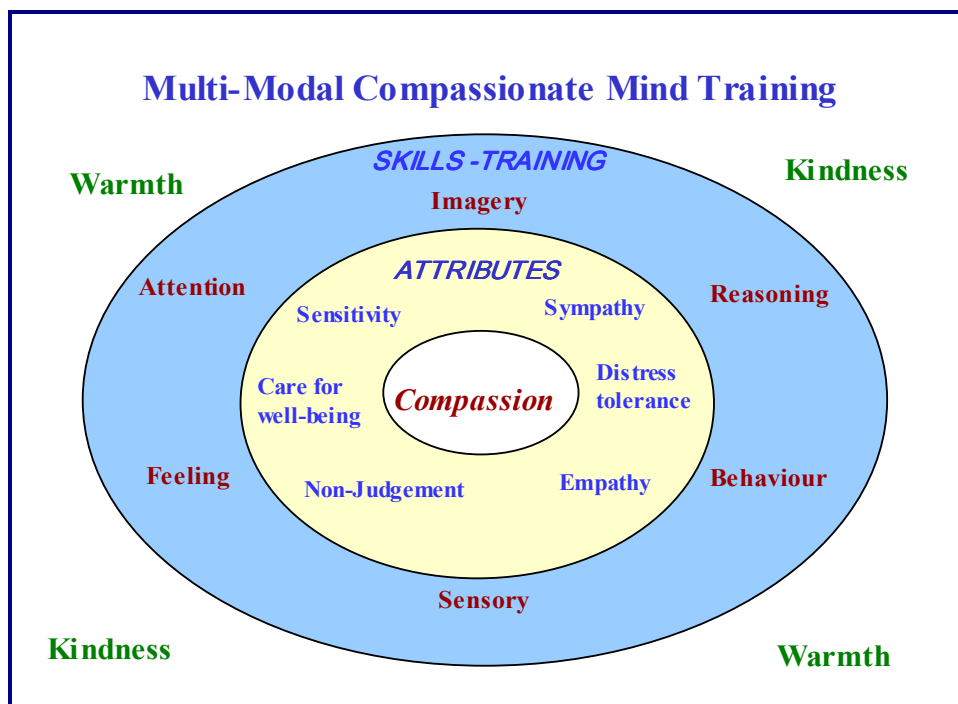 Multi-Modal Compassionate Mind Training
SKILLS -TRAINING
Warmth
Kindness
Imagery
ATTRIBUTES
Attention
Reasoning
Sensitivity
Sympathy
Care for
well-being
Compassion
Distress
tolerance
Feeling
Non-Judgement
Empathy
Behaviour
Sensory
Kindness
Warmth